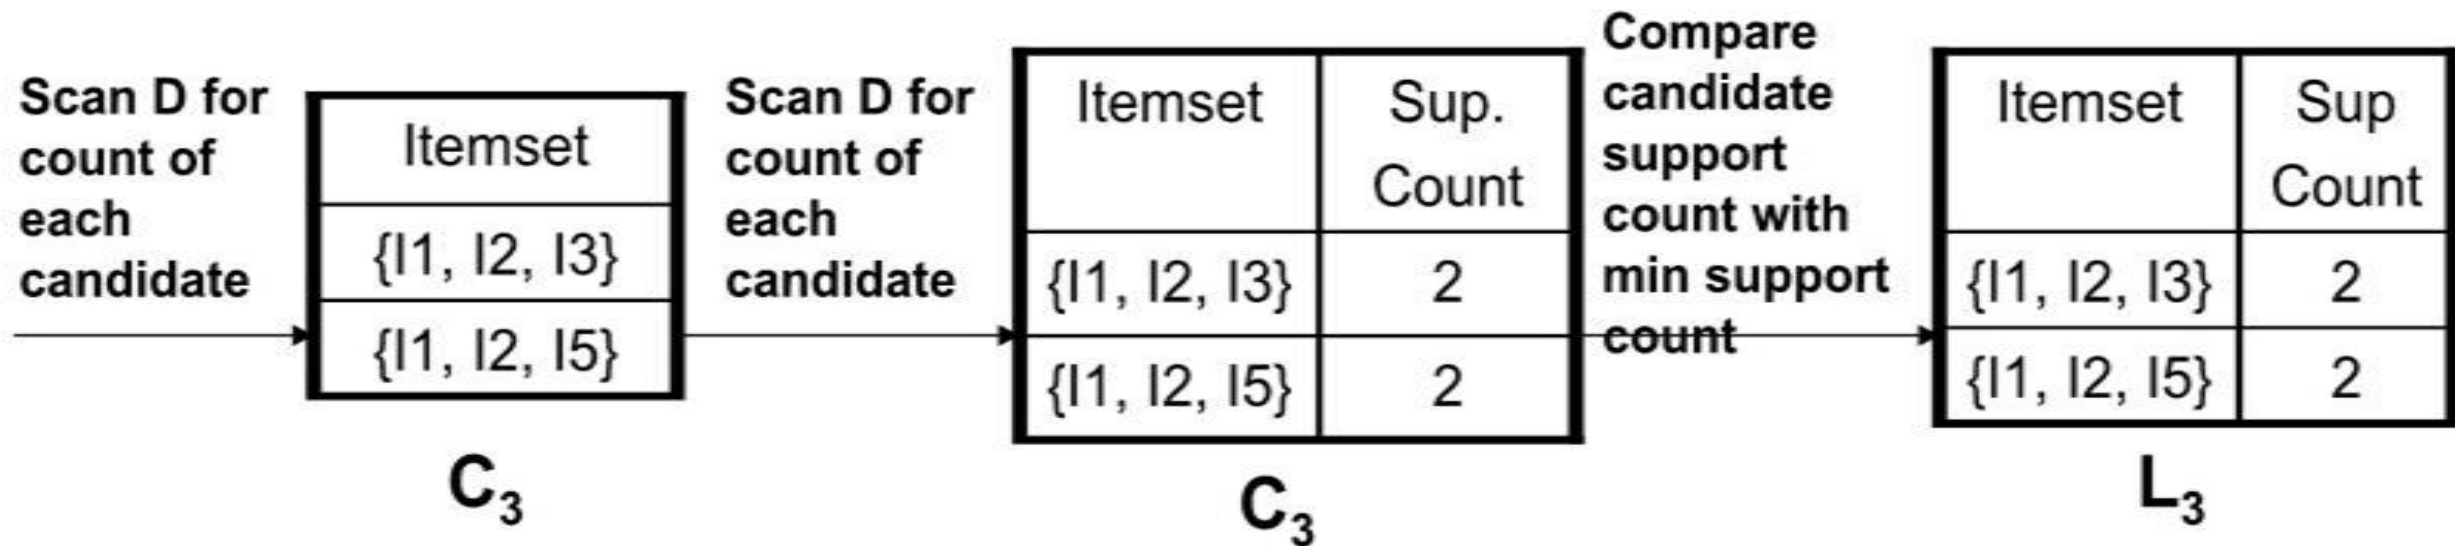 Scan D for
count of
each
candidate
Itemset
{I1, I2, I3}
{I1, I2, I5}
C3
Scan D for
count of
each
candidate
Itemset Sup.
Count
{I1, I2, I3} 2
{I1, I2, I5} 2
C3
Compare
candidate
support
count with
min support
count
Itemset Sup
Count
{I1, I2, I3} 2
{I1, I2, I5} 2
L3